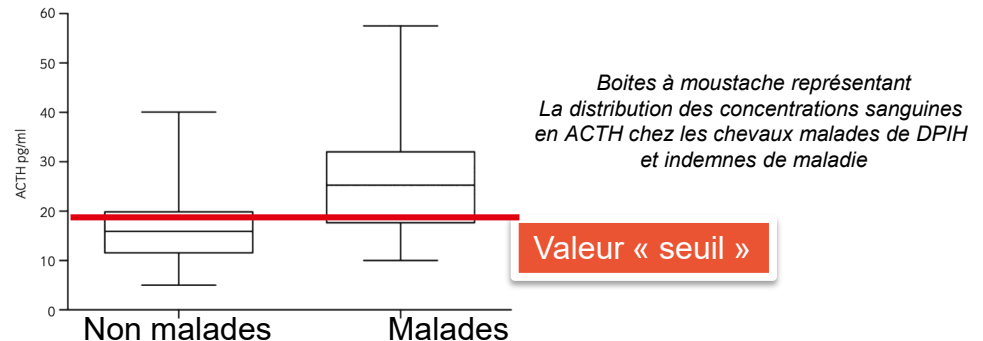 60
50
40
30
20
10
0
ACTH pg/ml
Non malades
Malades
Boites à moustache représentant
La distribution des concentrations sanguines
en ACTH chez les chevaux malades de DPIH
et indemnes de maladie
Valeur « seuil »